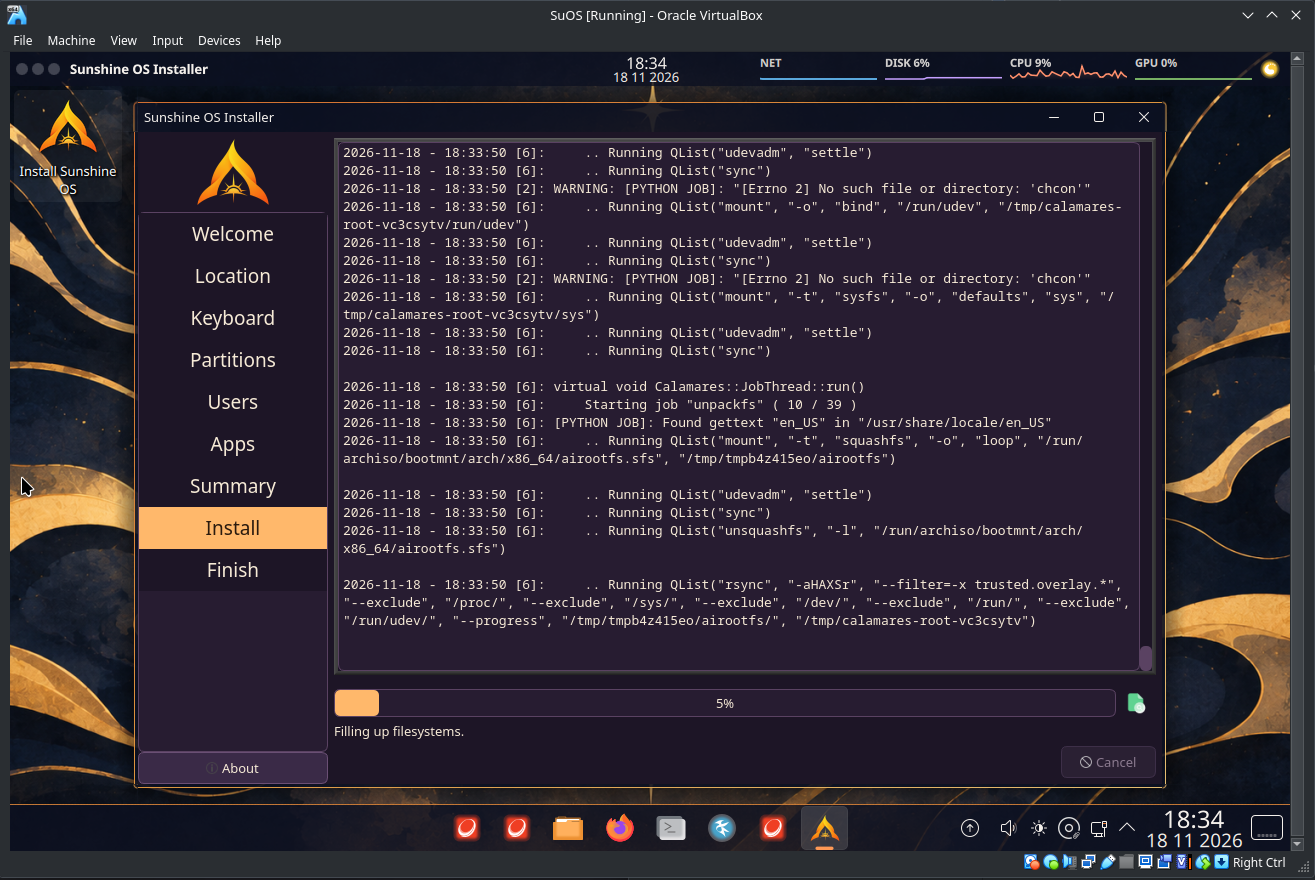 SuOS [Running] - Oracle VirtualBox
File Machine View Input Devices Help
Sunshine OS Installer
18:34
18 11 2026
NET
DISK 6%
CPU 9%
GPU 0%
Install Sunshine
OS
Sunshine OS Installer
Welcome
Location
Keyboard
Partitions
Users
Apps
Summary
Install
Finish
About
2026-11-18 - 18:33:50 [6]:     .. Running QList("udevadm", "settle")
2026-11-18 - 18:33:50 [6]:     .. Running QList("sync")
2026-11-18 - 18:33:50 [2]: WARNING: [PYTHON JOB]: "[Errno 2] No such file or directory: 'chcon'"
2026-11-18 - 18:33:50 [6]:     .. Running QList("mount", "-o", "bind", "/run/udev", "/tmp/calamares-
root-vc3csytv/run/udev")
2026-11-18 - 18:33:50 [6]:     .. Running QList("udevadm", "settle")
2026-11-18 - 18:33:50 [6]:     .. Running QList("sync")
2026-11-18 - 18:33:50 [2]: WARNING: [PYTHON JOB]: "[Errno 2] No such file or directory: 'chcon'"
2026-11-18 - 18:33:50 [6]:     .. Running QList("mount", "-t", "sysfs", "-o", "defaults", "sys", "/
tmp/calamares-root-vc3csytv/sys")
2026-11-18 - 18:33:50 [6]:     .. Running QList("udevadm", "settle")
2026-11-18 - 18:33:50 [6]:     .. Running QList("sync")
2026-11-18 - 18:33:50 [6]: virtual void Calamares::JobThread::run()
2026-11-18 - 18:33:50 [6]:     Starting job "unpackfs" ( 10 / 39 )
2026-11-18 - 18:33:50 [6]: [PYTHON JOB]: Found gettext "en_US" in "/usr/share/locale/en_US"
2026-11-18 - 18:33:50 [6]:     .. Running QList("mount", "-t", "squashfs", "-o", "loop", "/run/
archiso/bootmnt/arch/x86_64/airootfs.sfs", "/tmp/tmpb4z415eo/airootfs")
2026-11-18 - 18:33:50 [6]:     .. Running QList("udevadm", "settle")
2026-11-18 - 18:33:50 [6]:     .. Running QList("sync")
2026-11-18 - 18:33:50 [6]:     .. Running QList("unsquashfs", "-l", "/run/archiso/bootmnt/arch/
x86_64/airootfs.sfs")
2026-11-18 - 18:33:50 [6]:     .. Running QList("rsync", "-aHAXSr", "--filter=-x trusted.overlay.*",
"--exclude", "/proc/", "--exclude", "/sys/", "--exclude", "/dev/", "--exclude", "/run/", "--exclude",
"/run/udev/", "--progress", "/tmp/tmpb4z415eo/airootfs/", "/tmp/calamares-root-vc3csytv")
5%
Filling up filesystems.
Cancel
18:34
18 11 2026
Right Ctrl